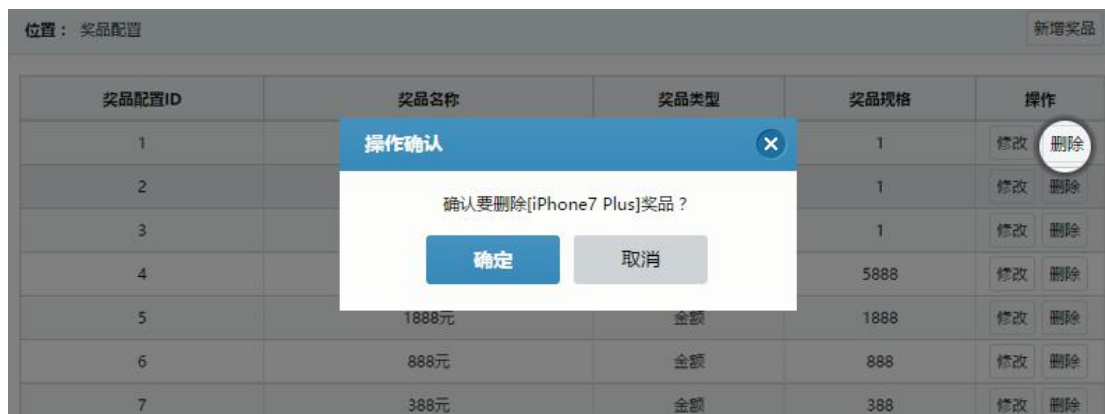 位置： 奖品配置 新增奖品
奖品配置ID 奖品名称 奖品类型 奖品规格 操作
操作确认
1 1 修改 删除
2 1 修改 删除
确认要删除[iPhone7 Plus]奖品？
3 1 修改 删除
确定 取消
4 5888 修改 删除
5 1888元 金额 1888 修改 删除
6 888元 金额 888 修改 删除
7 388元 金额 388 修改 删除